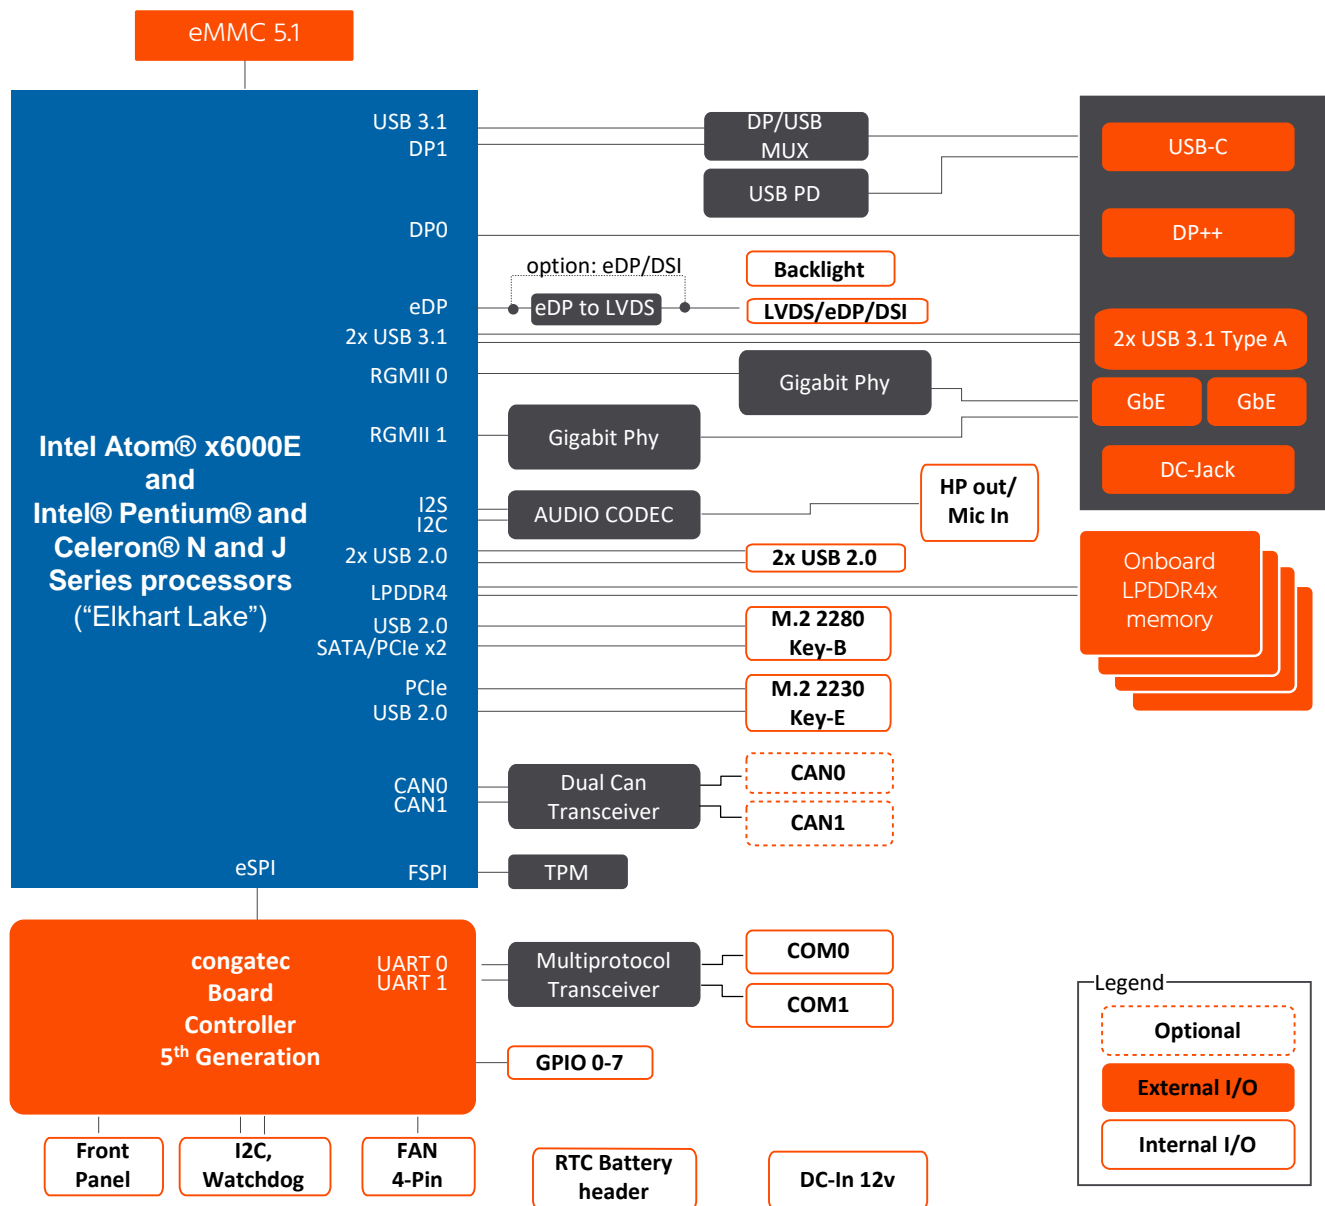 eMMC 5.1
USB 3.1
DP1
DP/USB
MUX
USB-C
USB PD
DP0
DP++
option: eDP/DSI
Backlight
eDP
eDP to LVDS
LVDS/eDP/DSI
2x USB 3.1
2x USB 3.1 Type A
RGMII 0
Gigabit Phy
GbE
GbE
RGMII 1
Gigabit Phy
DC-Jack
Intel Atom® x6000E
and
Intel® Pentium® and
Celeron® N and J
Series processors
(“Elkhart Lake”)
HP out/
Mic In
I2S
I2C
AUDIO CODEC
2x USB 2.0
2x USB 2.0
LPDDR4
Onboard
LPDDR4x
memory
USB 2.0
SATA/PCIe x2
M.2 2280
Key-B
PCIe
USB 2.0
M.2 2230
Key-E
CAN0
CAN1
Dual Can
Transceiver
CAN0
CAN1
eSPI
FSPI
TPM
congatec
Board
Controller
5th Generation
UART 0
UART 1
Multiprotocol
Transceiver
COM0
COM1
GPIO 0-7
Legend
Optional
External I/O
Internal I/O
Front
Panel
I2C,
Watchdog
FAN
4-Pin
RTC Battery
header
DC-In 12v